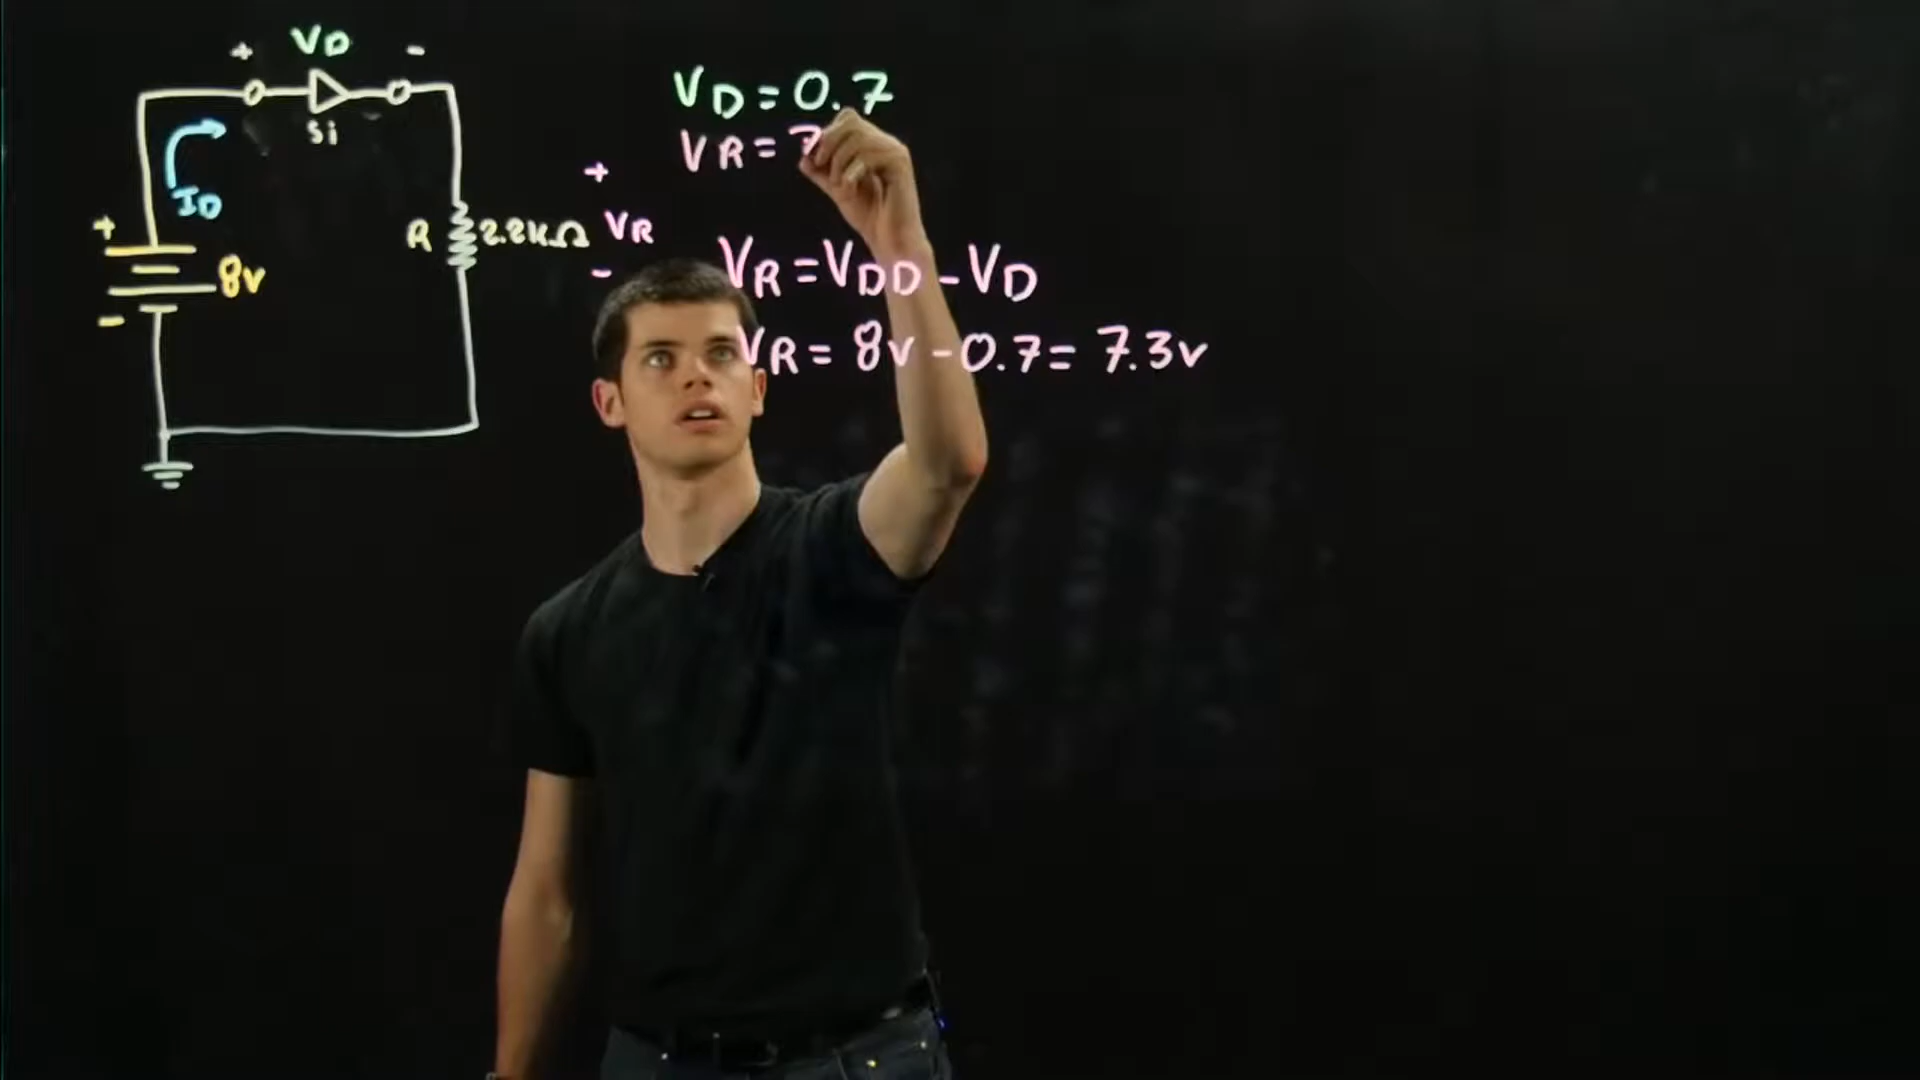 + VD -
Si
ID
+
8v
-
R 2.2kΩ
+
VR
-
VD = 0.7
VR = 7
VR = VDD - VD
VR = 8v - 0.7 = 7.3v